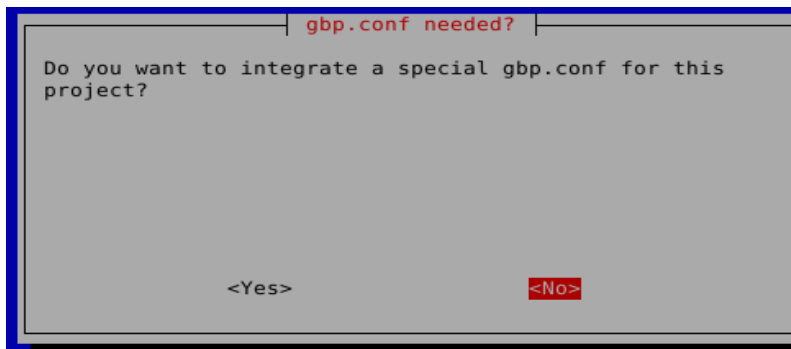 gbp.conf needed?
Do you want to integrate a special gbp.conf for this
project?
<Yes> <No>